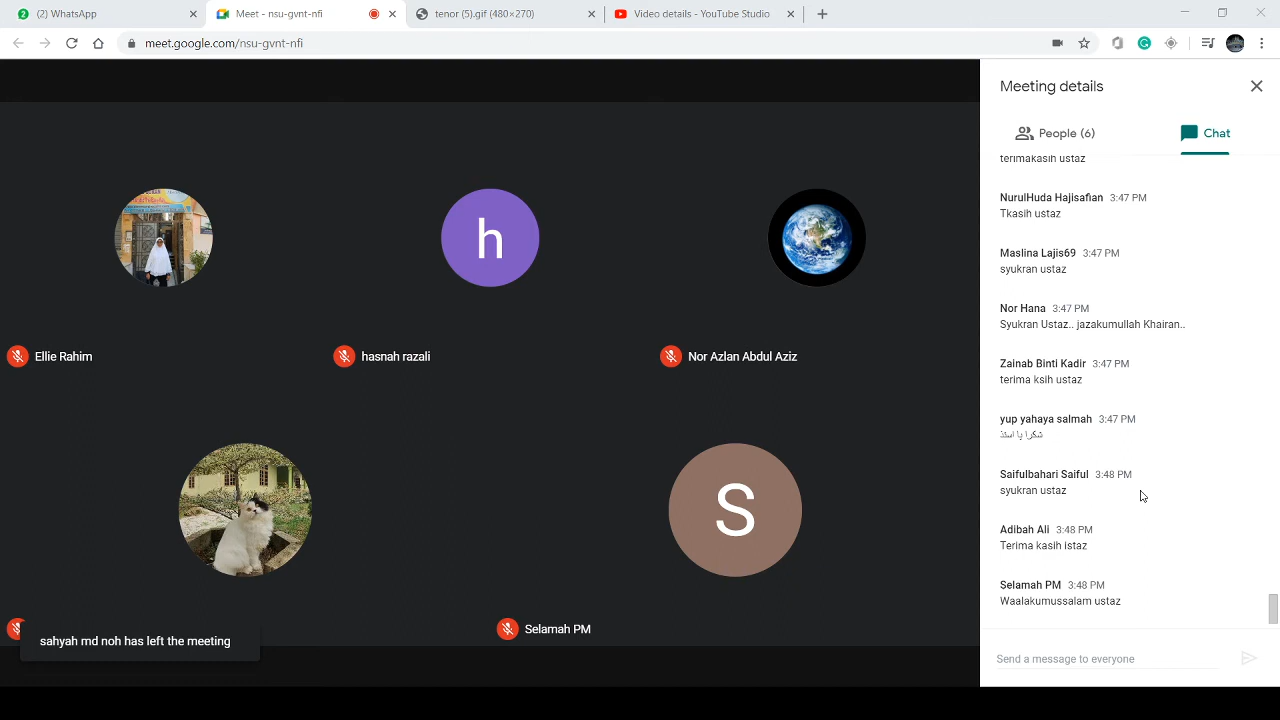 (2) WhatsApp
Meet - nsu-gvnt-nfi
tenor (5).gif (480×270)
Video details - YouTube Studio
meet.google.com/nsu-gvnt-nfi
Meeting details
People (6)
Chat
terimakasih ustaz
NurulHuda Hajisafian 3:47 PM
Tkasih ustaz
Maslina Lajis69 3:47 PM
syukran ustaz
Nor Hana 3:47 PM
Syukran Ustaz.. jazakumullah Khairan..
Zainab Binti Kadir 3:47 PM
terima ksih ustaz
yup yahaya salmah 3:47 PM
شكرا يا استذ
Saifulbahari Saiful 3:48 PM
syukran ustaz
Adibah Ali 3:48 PM
Terima kasih istaz
Selamah PM 3:48 PM
Waalakumussalam ustaz
Send a message to everyone
Ellie Rahim
h
hasnah razali
Nor Azlan Abdul Aziz
S
Selamah PM
sahyah md noh has left the meeting